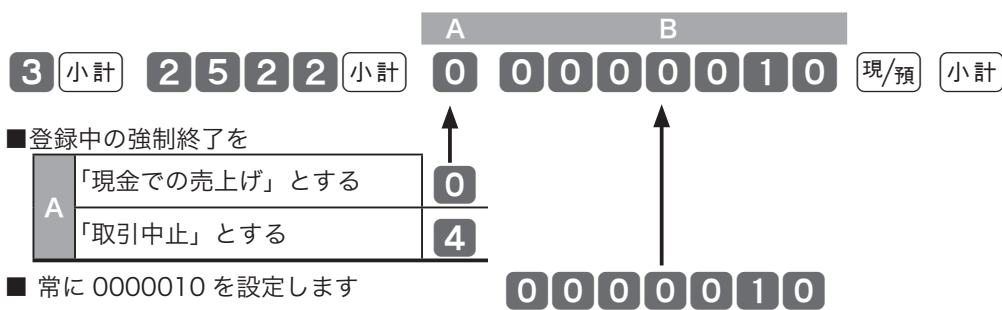 A B
3 小計 2 5 2 2 小計 0 0 0 0 0 0 1 0 現/預 小計
■登録中の強制終了を
A
「現金での売上げ」とする 0
「取引中止」とする 4
■ 常に 0000010 を設定します 0 0 0 0 0 1 0